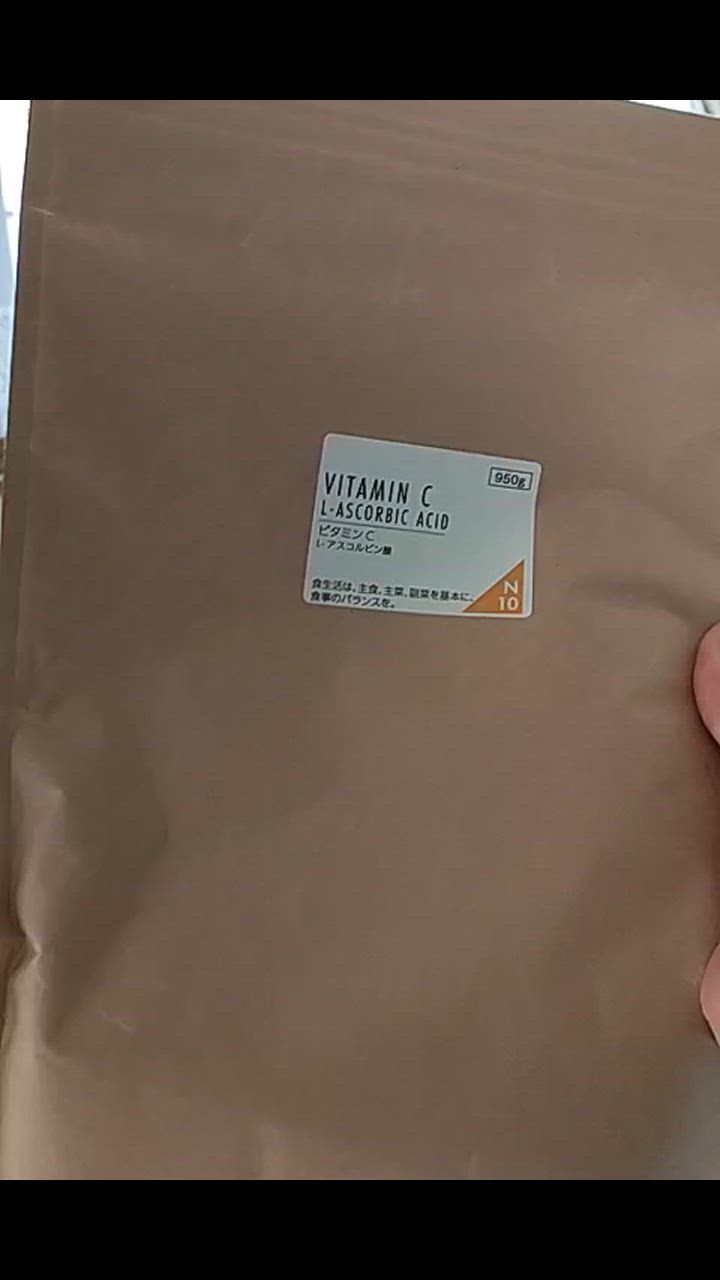 950g
VITAMIN C
L-ASCORBIC ACID
ビタミンC
L-アスコルビン酸
食生活は、主食、主菜、副菜を基本に、
食事のバランスを。
N
10